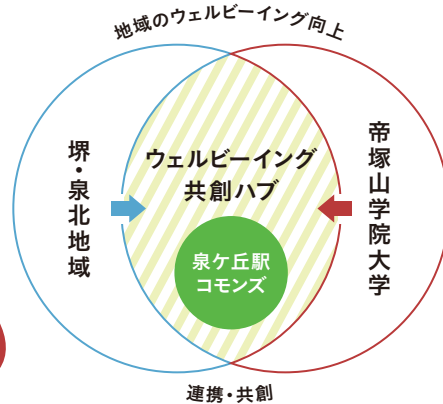 地域のウェルビーイング向上
堺・泉北地域
ウェルビーイング
共創ハブ
泉ケ丘駅
コモンズ
帝塚山学院大学
連携・共創